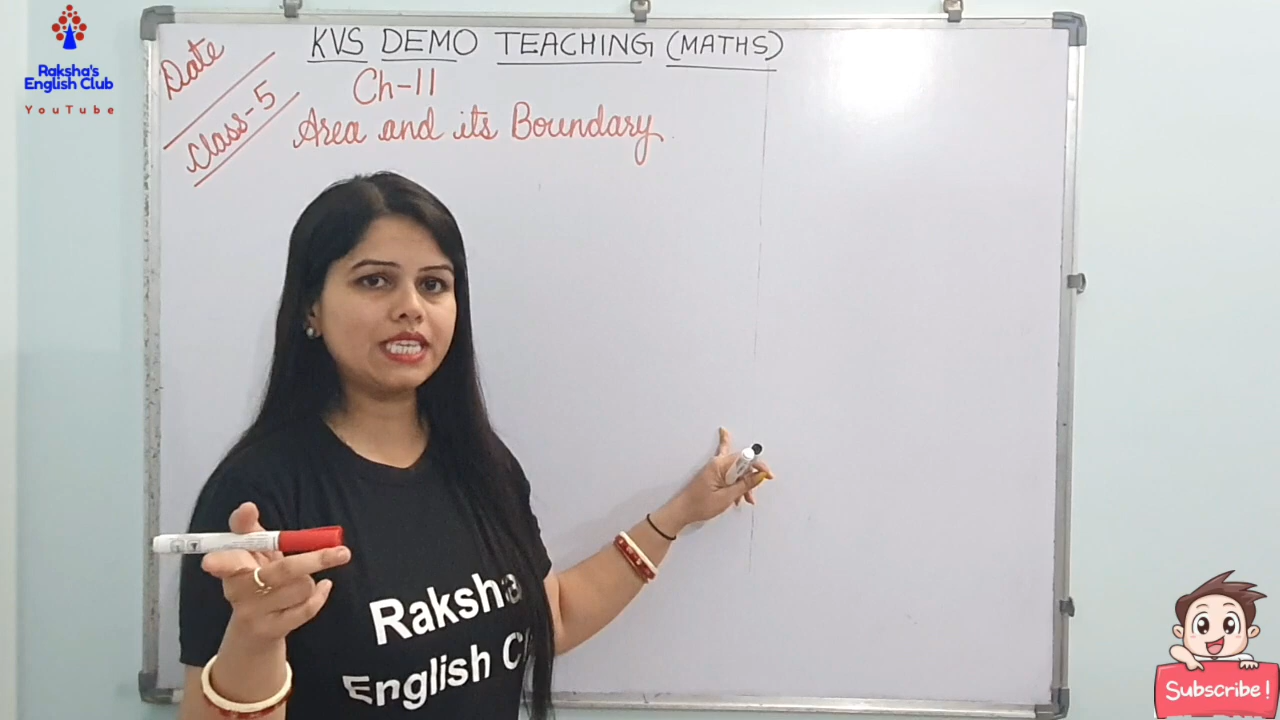 Raksha's
English Club
YouTube
Date
Class-5
KVS DEMO TEACHING (MATHS)
Ch-11
Area and its Boundary
Raksha
English C
Subscribe!